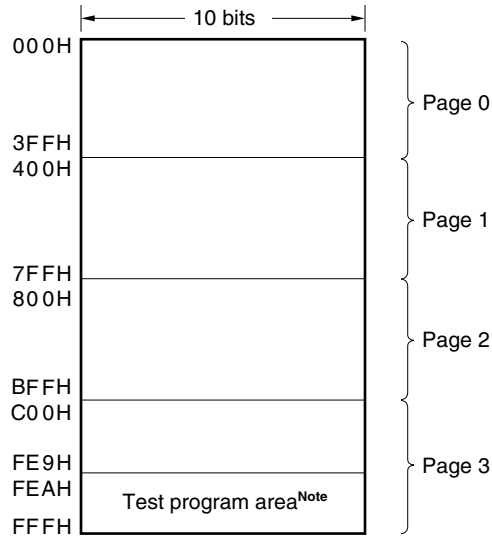 10 bits
000H
Page 0
3FFH
400H
Page 1
7FFH
800H
Page 2
BFFH
C00H
FE9H
Page 3
FEAH
Test program areaNote
FFFH